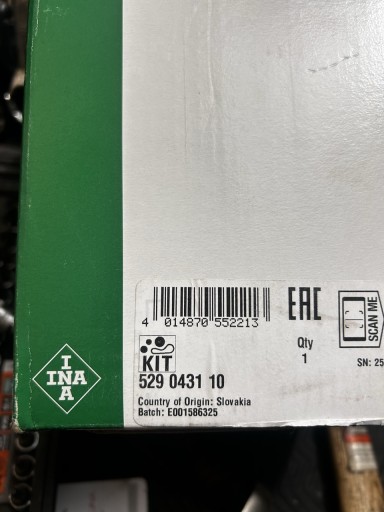 4 014870 552213
EAC
SCAN ME
Qty
1
SN: 25
KIT
529 0431 10
Country of Origin: Slovakia
Batch: E001586325
I
INA
A